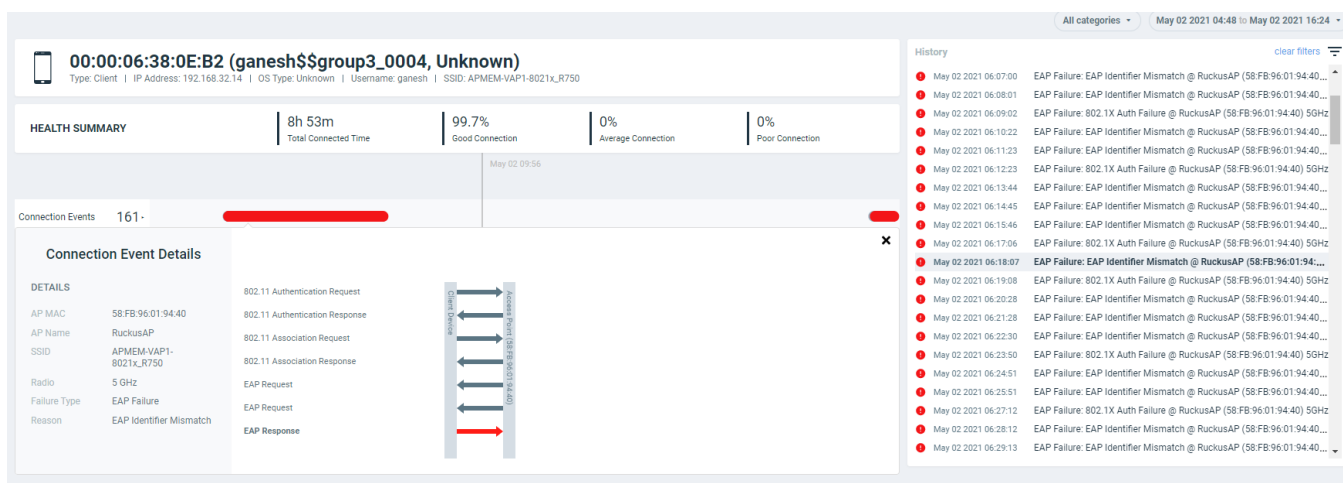 All categories
May 02 2021 04:48 to May 02 2021 16:24
00:00:06:38:0E:B2 (ganesh$$group3_0004, Unknown)
Type: Client | IP Address: 192.168.32.14 | OS Type: Unknown | Username: ganesh | SSID: APMEM-VAP1-8021x_R750
HEALTH SUMMARY
8h 53m
Total Connected Time
99.7%
Good Connection
0%
Average Connection
0%
Poor Connection
May 02 09:56
Connection Events 161
Connection Event Details
DETAILS
AP MAC 58:FB:96:01:94:40
AP Name RuckusAP
SSID APMEM-VAP1-
8021x_R750
Radio 5 GHz
Failure Type EAP Failure
Reason EAP Identifier Mismatch
802.11 Authentication Request
802.11 Authentication Response
802.11 Association Request
802.11 Association Response
EAP Request
EAP Request
EAP Response
Client Device
Access Point (58:FB:96:01:94:40)
History
clear filters
May 02 2021 06:07:00 EAP Failure: EAP Identifier Mismatch @ RuckusAP (58:FB:96:01:94:40...
May 02 2021 06:08:01 EAP Failure: EAP Identifier Mismatch @ RuckusAP (58:FB:96:01:94:40...
May 02 2021 06:09:02 EAP Failure: 802.1X Auth Failure @ RuckusAP (58:FB:96:01:94:40) 5GHz
May 02 2021 06:10:22 EAP Failure: EAP Identifier Mismatch @ RuckusAP (58:FB:96:01:94:40...
May 02 2021 06:11:23 EAP Failure: EAP Identifier Mismatch @ RuckusAP (58:FB:96:01:94:40...
May 02 2021 06:12:23 EAP Failure: 802.1X Auth Failure @ RuckusAP (58:FB:96:01:94:40) 5GHz
May 02 2021 06:13:44 EAP Failure: EAP Identifier Mismatch @ RuckusAP (58:FB:96:01:94:40...
May 02 2021 06:14:45 EAP Failure: EAP Identifier Mismatch @ RuckusAP (58:FB:96:01:94:40...
May 02 2021 06:15:46 EAP Failure: EAP Identifier Mismatch @ RuckusAP (58:FB:96:01:94:40...
May 02 2021 06:17:06 EAP Failure: 802.1X Auth Failure @ RuckusAP (58:FB:96:01:94:40) 5GHz
May 02 2021 06:18:07 EAP Failure: EAP Identifier Mismatch @ RuckusAP (58:FB:96:01:94:...
May 02 2021 06:19:08 EAP Failure: 802.1X Auth Failure @ RuckusAP (58:FB:96:01:94:40) 5GHz
May 02 2021 06:20:28 EAP Failure: EAP Identifier Mismatch @ RuckusAP (58:FB:96:01:94:40...
May 02 2021 06:21:28 EAP Failure: EAP Identifier Mismatch @ RuckusAP (58:FB:96:01:94:40...
May 02 2021 06:22:30 EAP Failure: EAP Identifier Mismatch @ RuckusAP (58:FB:96:01:94:40...
May 02 2021 06:23:50 EAP Failure: 802.1X Auth Failure @ RuckusAP (58:FB:96:01:94:40) 5GHz
May 02 2021 06:24:51 EAP Failure: EAP Identifier Mismatch @ RuckusAP (58:FB:96:01:94:40...
May 02 2021 06:25:51 EAP Failure: EAP Identifier Mismatch @ RuckusAP (58:FB:96:01:94:40...
May 02 2021 06:27:12 EAP Failure: 802.1X Auth Failure @ RuckusAP (58:FB:96:01:94:40) 5GHz
May 02 2021 06:28:12 EAP Failure: EAP Identifier Mismatch @ RuckusAP (58:FB:96:01:94:40...
May 02 2021 06:29:13 EAP Failure: EAP Identifier Mismatch @ RuckusAP (58:FB:96:01:94:40...